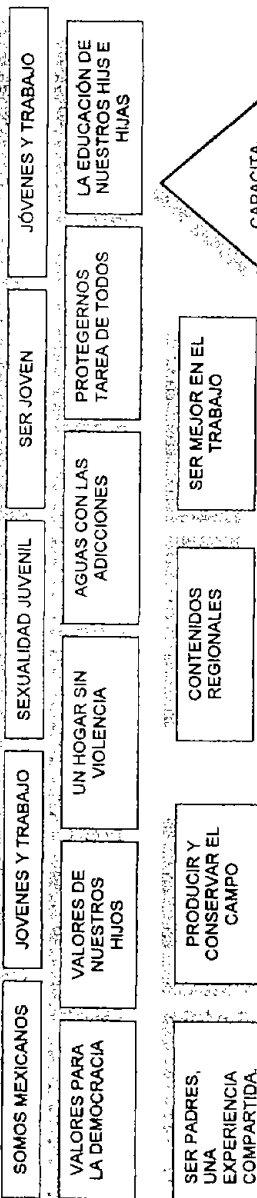 SOMOS MEXICANOS
JOVENES Y TRABAJO
SEXUALIDAD JUVENIL
SER JOVEN
JÓVENES Y TRABAJO
VALORES PARA
LA DEMOCRACIA
VALORES DE
NUESTROS
HIJOS
UN HOGAR SIN
VIOLENCIA
AGUAS CON LAS
ADICCIONES
PROTEGERNOS
TAREA DE TODOS
LA EDUCACIÓN DE
NUESTROS HIJS E
HIJAS
SER PADRES,
UNA
EXPERIENCIA
COMPARTIDA.
PRODUCIR Y
CONSERVAR EL
CAMPO
CONTENIDOS
REGIONALES
SER MEJOR EN EL
TRABAJO
CAPACITA